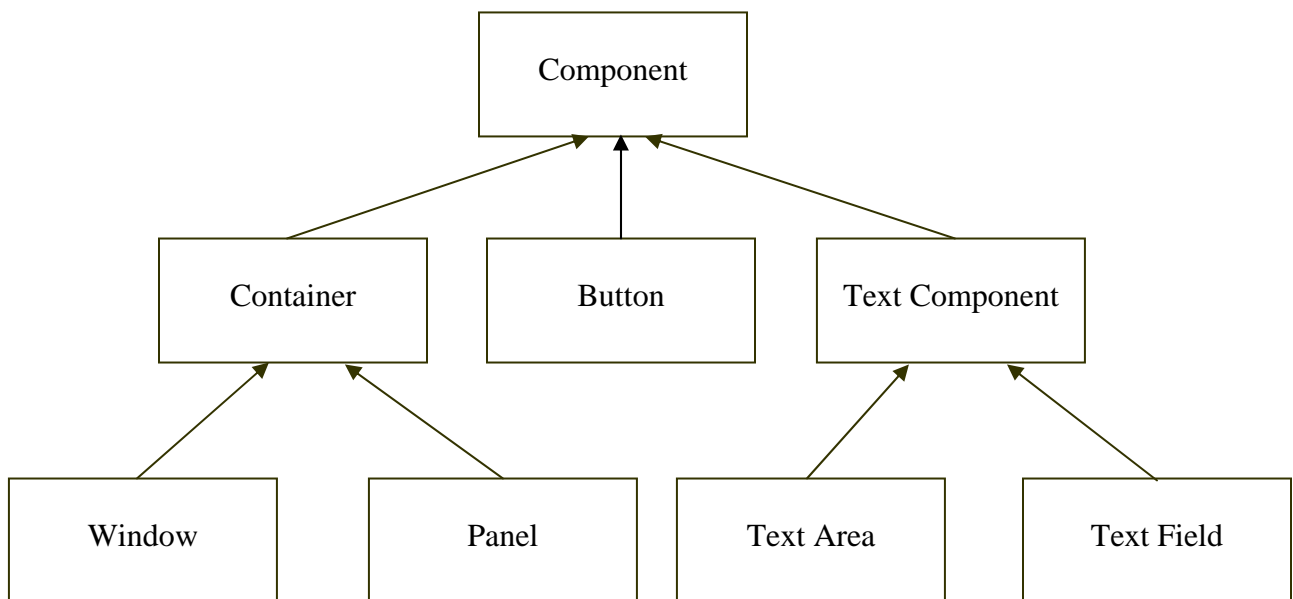 Component
Container
Button
Text Component
Window
Panel
Text Area
Text Field